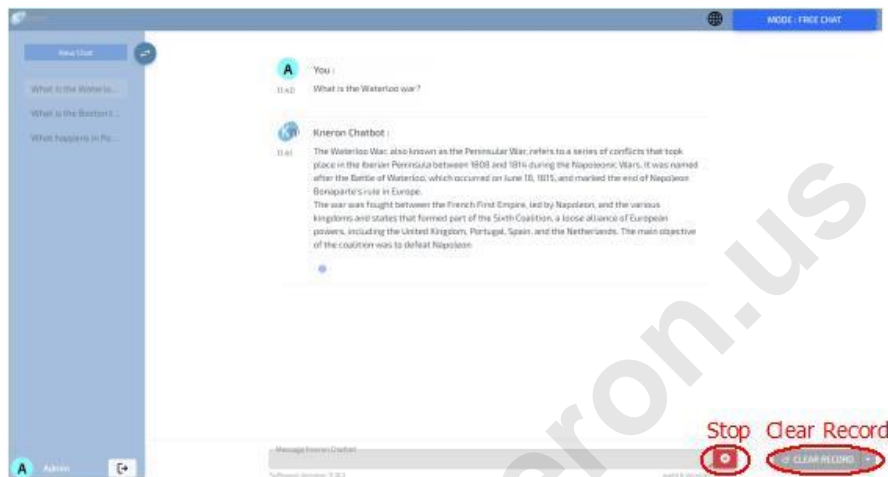 MODE : FREE CHAT
New Chat
What is the Waterlo...
What is the Boston t...
What happens in Pa...
A
You :
13:40
What is the Waterloo war?
Kneron Chatbot :
13:41
The Waterloo War, also known as the Peninsular War, refers to a series of conflicts that took
place in the Iberian Peninsula between 1808 and 1814 during the Napoleonic Wars. It was named
after the Battle of Waterloo, which occurred on June 18, 1815, and marked the end of Napoleon
Bonaparte's rule in Europe.
The war was fought between the French First Empire, led by Napoleon, and the various
kingdoms and states that formed part of the Sixth Coalition, a loose alliance of European
powers, including the United Kingdom, Portugal, Spain, and the Netherlands. The main objective
of the coalition was to defeat Napoleon
Stop Clear Record
Message Kneron Chatbot
CLEAR RECORD
A Admin
Software Version
eron.us